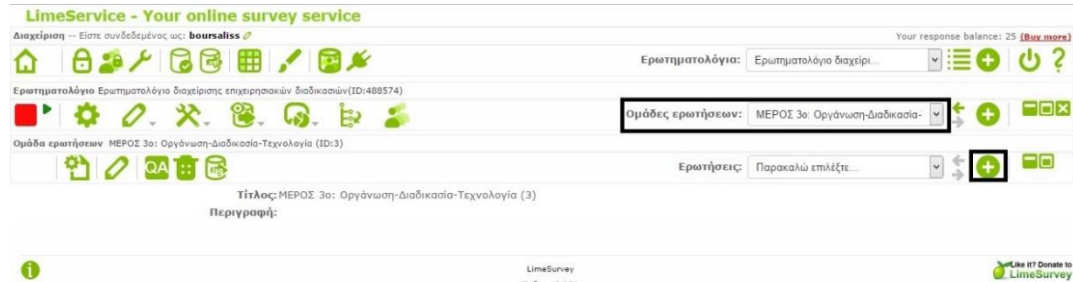 LimeService - Your online survey service
Διαχείριση -- Είστε συνδεδεμένος ως: boursaliss
Your response balance: 25 (Buy more)
Ερωτηματολόγια: Ερωτηματολόγιο διαχείρι...
Ερωτηματολόγιο Ερωτηματολόγιο διαχείρισης επιχειρησιακών διαδικασιών(ID:488574)
Ομάδες ερωτήσεων: ΜΕΡΟΣ 3ο: Οργάνωση-Διαδικασία-
Ομάδα ερωτήσεων ΜΕΡΟΣ 3ο: Οργάνωση-Διαδικασία-Τεχνολογία (ID:3)
QA
Ερωτήσεις: Παρακαλώ επιλέξτε...
Τίτλος: ΜΕΡΟΣ 3ο: Οργάνωση-Διαδικασία-Τεχνολογία (3)
Περιγραφή:
LimeSurvey
Like it? Donate to
LimeSurvey